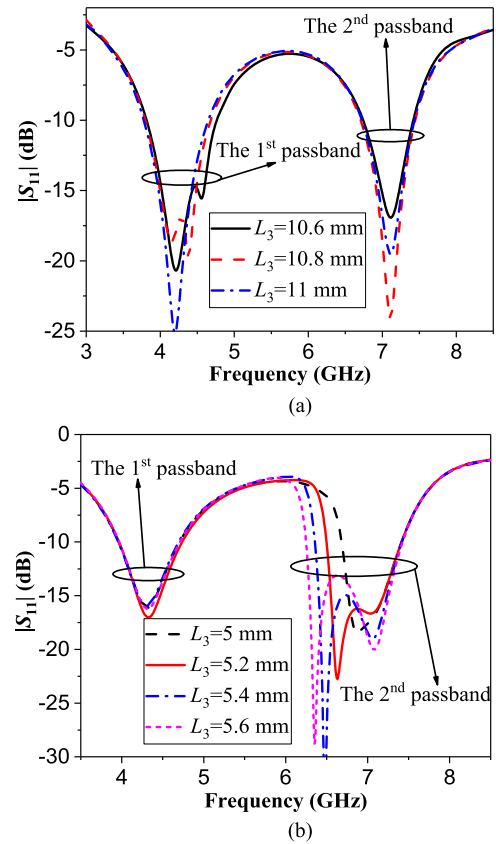 The 2nd passband
The 1st passband
L3=10.6 mm
L3=10.8 mm
L3=11 mm
|S11| (dB)
-5
-10
-15
-20
-25
3
4
5
6
7
8
Frequency (GHz)
(a)
The 1st passband
The 2nd passband
L3=5 mm
L3=5.2 mm
L3=5.4 mm
L3=5.6 mm
|S11| (dB)
0
-5
-10
-15
-20
-25
-30
4
5
6
7
8
Frequency (GHz)
(b)